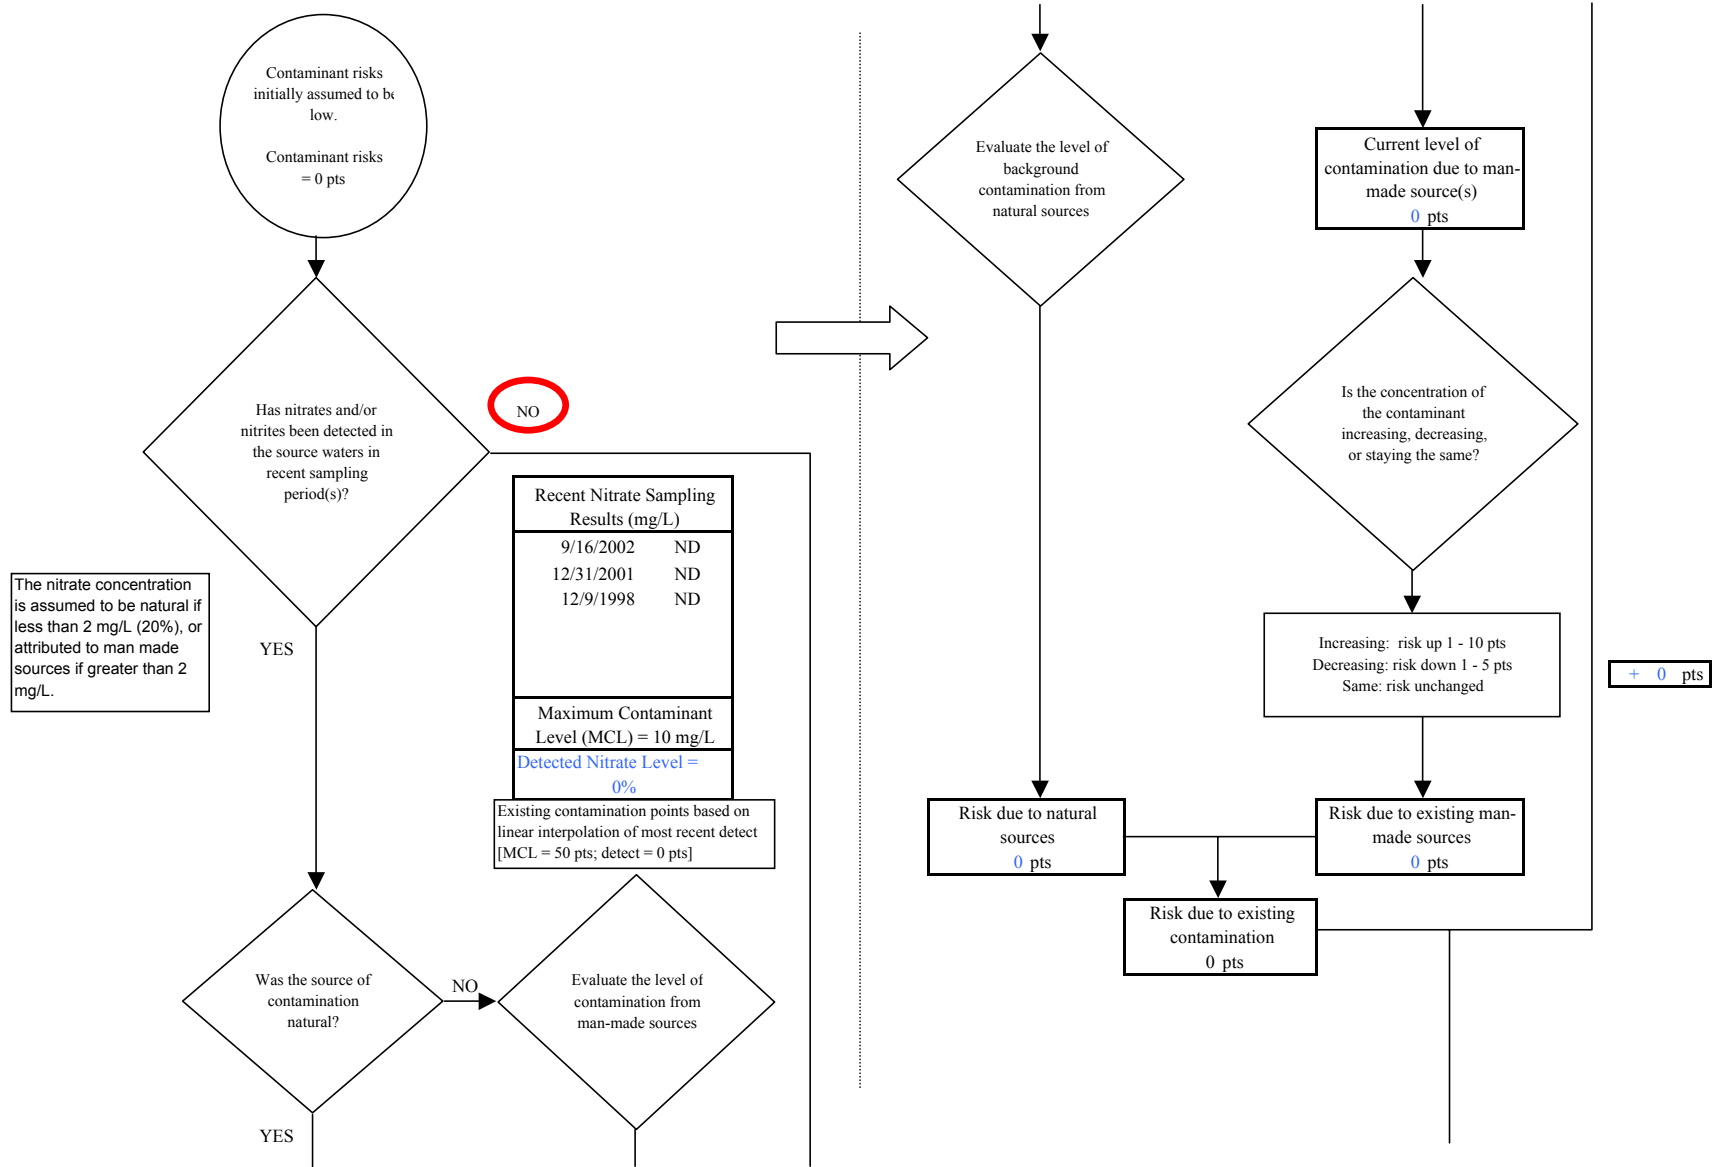 Contaminant risks
initially assumed to be
low.
Contaminant risks
= 0 pts
Has nitrates and/or
nitrites been detected in
the source waters in
recent sampling
period(s)?
NO
Recent Nitrate Sampling
Results (mg/L)
9/16/2002 ND
12/31/2001 ND
12/9/1998 ND
Maximum Contaminant
Level (MCL) = 10 mg/L
Detected Nitrate Level =
0%
Existing contamination points based on
linear interpolation of most recent detect
[MCL = 50 pts; detect = 0 pts]
The nitrate concentration
is assumed to be natural if
less than 2 mg/L (20%), or
attributed to man made
sources if greater than 2
mg/L.
YES
Was the source of
contamination
natural?
NO
Evaluate the level of
contamination from
man-made sources
YES
Evaluate the level of
background
contamination from
natural sources
Current level of
contamination due to man-
made source(s)
0 pts
Is the concentration of
the contaminant
increasing, decreasing,
or staying the same?
Increasing: risk up 1 - 10 pts
Decreasing: risk down 1 - 5 pts
Same: risk unchanged
+ 0 pts
Risk due to natural
sources
0 pts
Risk due to existing man-
made sources
0 pts
Risk due to existing
contamination
0 pts